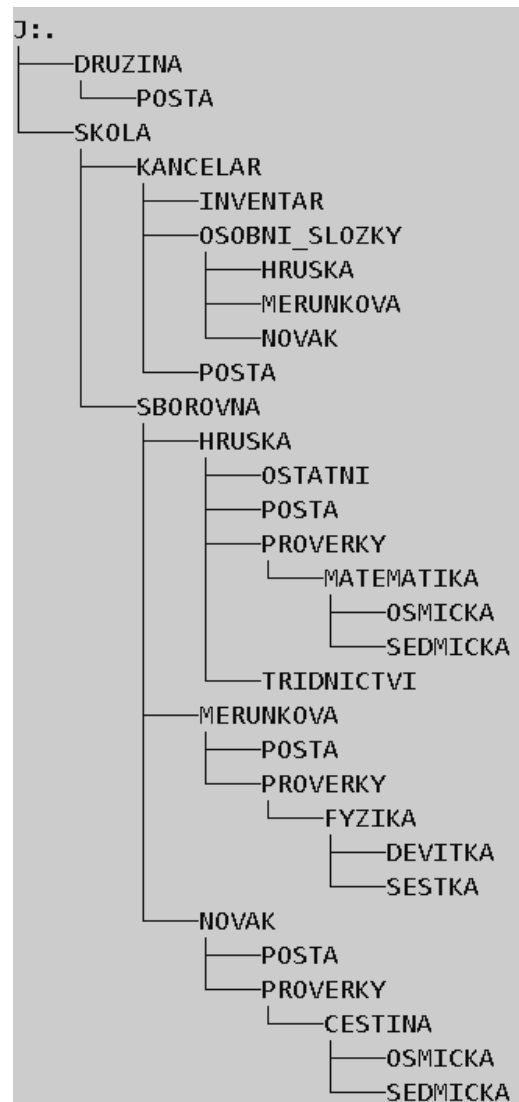 J:.
DRUZINA
POSTA
SKOLA
KANCELAR
INVENTAR
OSOBNI_SLOZKY
HRUSKA
MERUNKOVA
NOVAK
POSTA
SBOROVNA
HRUSKA
OSTATNI
POSTA
PROVERKY
MATEMATIKA
OSMICKA
SEDMICKA
TRIDNICTVI
MERUNKOVA
POSTA
PROVERKY
FYZIKA
DEVITKA
SESTKA
NOVAK
POSTA
PROVERKY
CESTINA
OSMICKA
SEDMICKA